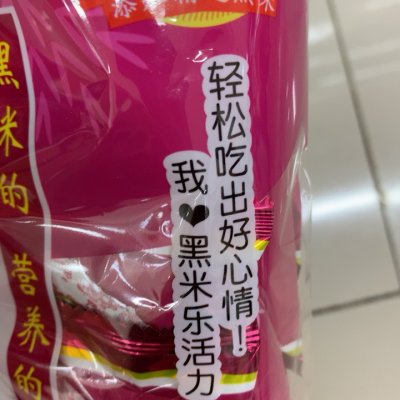 黑米的
营养的
轻松吃出好心情！
我❤黑米乐活力